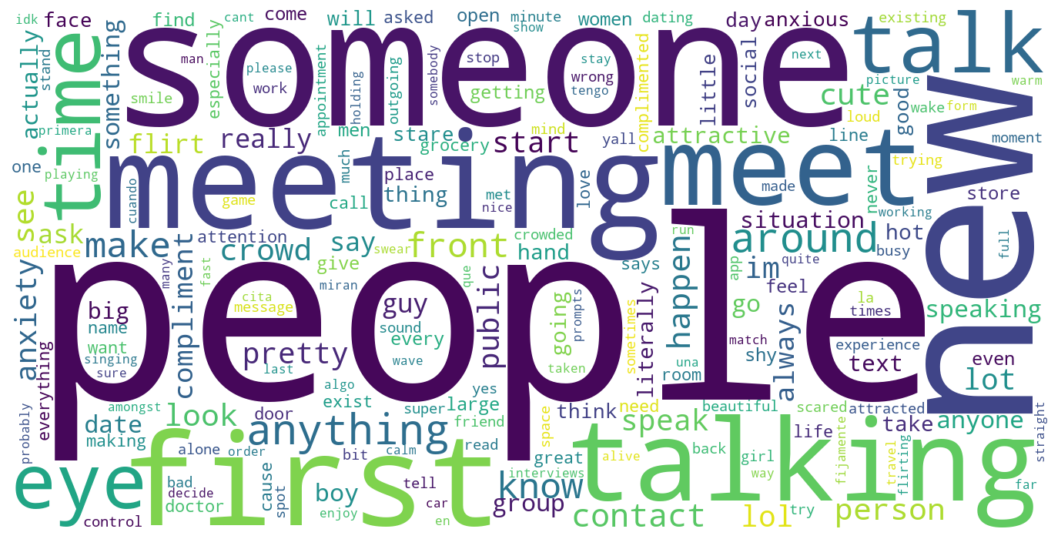 idk face find cant come will asked open minute show women dating day anxious existing
someone talk
actually stand time something man smile especially please work appointment holding outgoing somebody stop getting stay wrong tengo next complimented little social cute picture wake form good loud warm
primera flirt really men stare grocery start mind yall attractive line moment
one playing meeting meet new
cuando much game call place thing met nice love made never trying store
see ask make attention crowd say front crowded hand situation around hot working busy full
audience compliment swear give says happen im run app quite feel
people
anxiety big name want singing sure many fast cita message miran que guy sound every wave public going prompts taken sometimes literally room shy match una always go la times experience text speaking even lot
everything pretty last algo yes
date amongst look door exist super large friend think need speak beautiful scared attracted take anyone
probably making alone order bit calm read space great life straight
eye first anything talking
bad decide doctor cause spot boy enjoy tell car en group interviews know alive back girl way travel flirting fijamente far
control contact lol try person